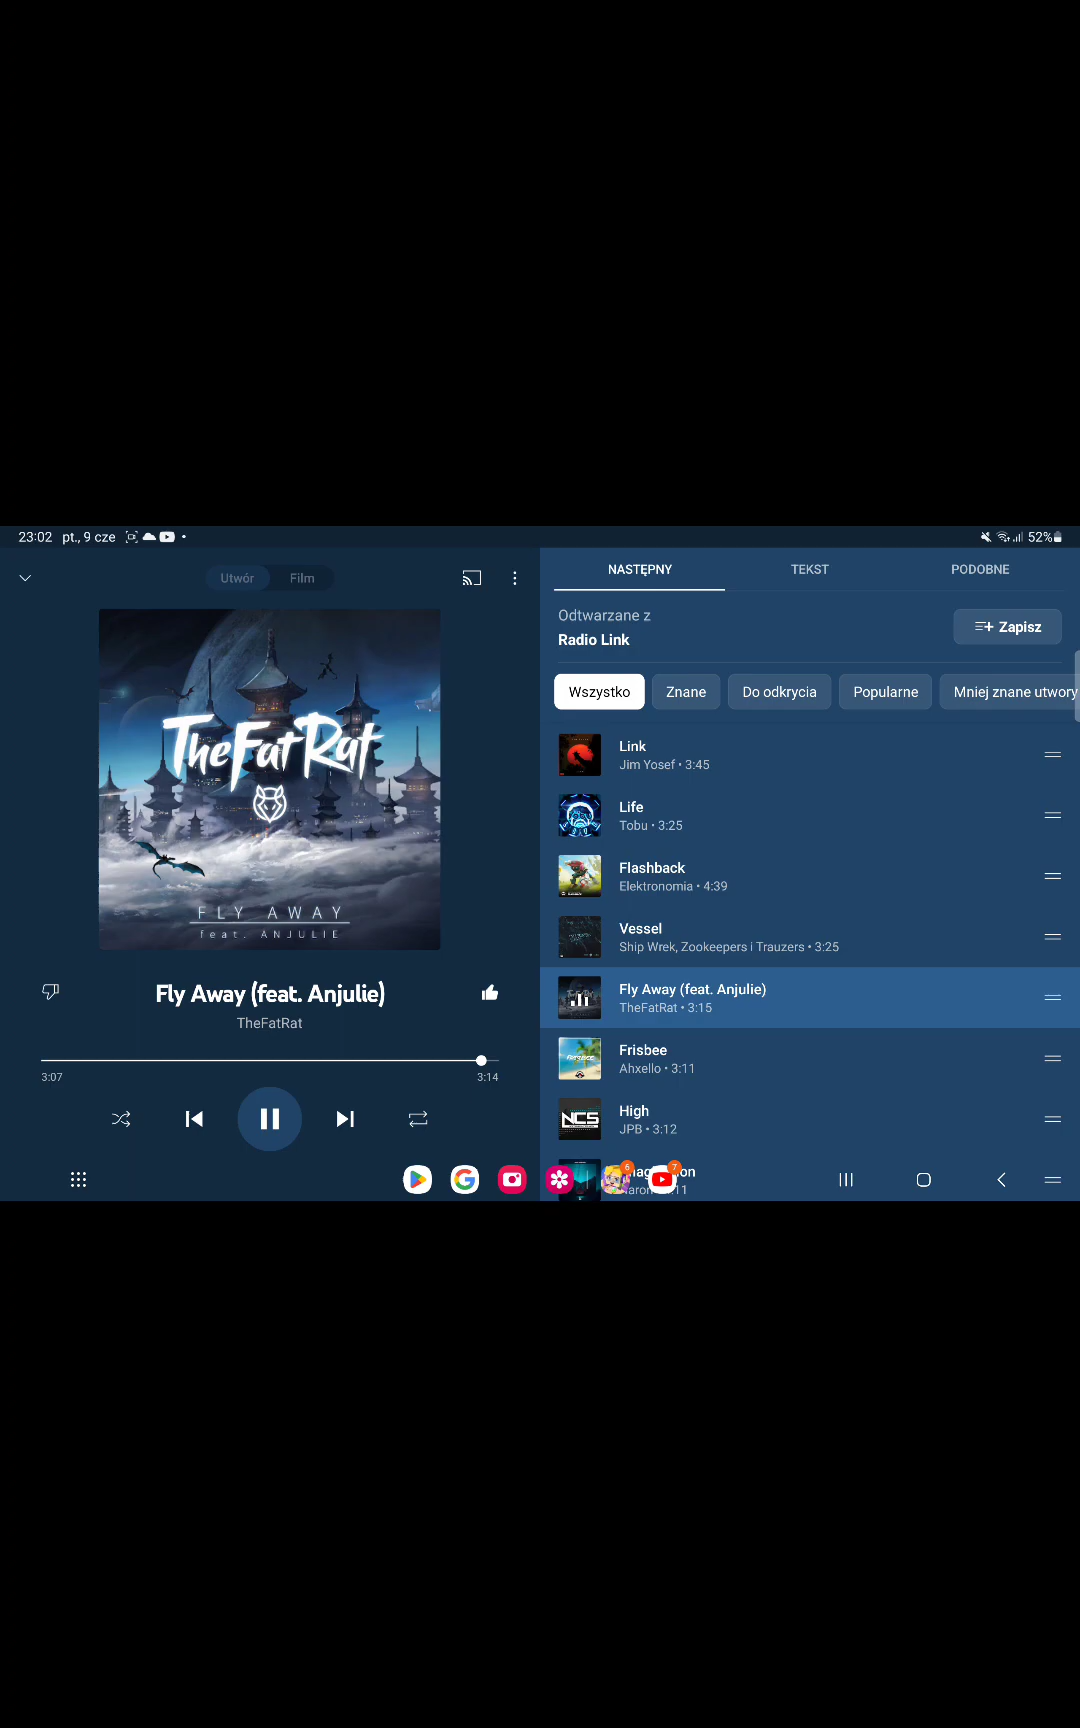 23:02 pt., 9 cze
52%
Utwór Film
TheFatRat
FLY AWAY
feat. ANJULIE
Fly Away (feat. Anjulie)
TheFatRat
3:07 3:14
NASTĘPNY TEKST PODOBNE
Odtwarzane z
Radio Link
Zapisz
Wszystko Znane Do odkrycia Popularne Mniej znane utwory
Link
Jim Yosef • 3:45
Life
Tobu • 3:25
Flashback
Elektronomia • 4:39
Vessel
Ship Wrek, Zookeepers i Trauzers • 3:25
Fly Away (feat. Anjulie)
TheFatRat • 3:15
Frisbee
Ahxello • 3:11
NCS
High
JPB • 3:12
6
7